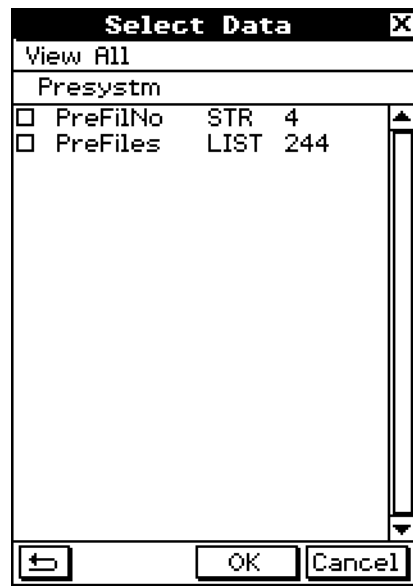 Select Data
View All
Presystm
PreFilNo STR 4
PreFiles LIST 244
OK Cancel